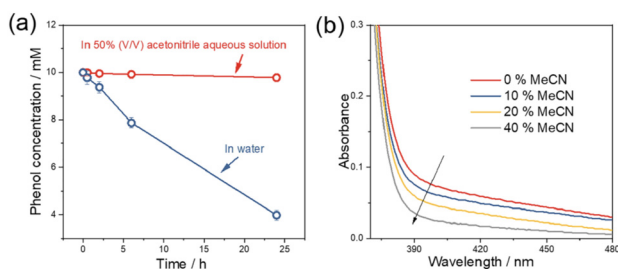 (a)
12
10
8
6
4
Phenol concentration / mM
In 50% (V/V) acetonitrile aqueous solution
In water
0 5 10 15 20 25
Time / h
(b)
0.3
0.2
0.1
0.0
Absorbance
0 % MeCN
10 % MeCN
20 % MeCN
40 % MeCN
390 420 450 480
Wavelength / nm